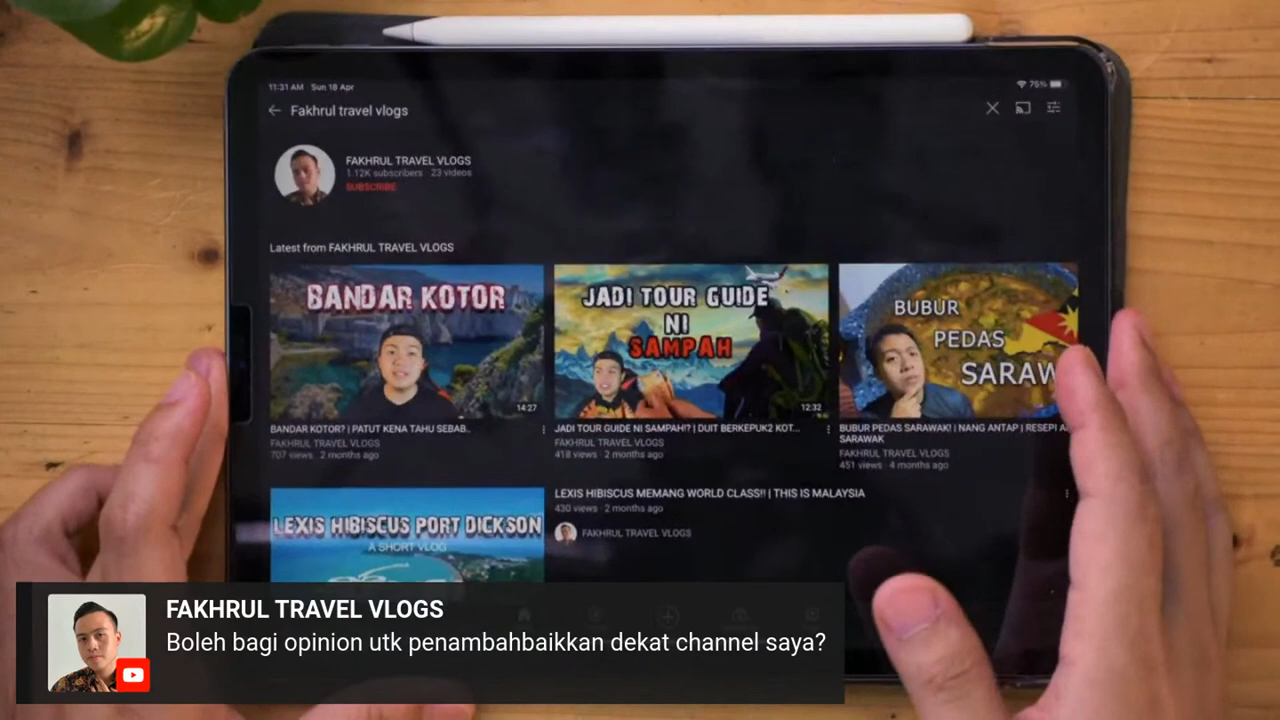 11:31 AM Sun 18 Apr
75%
Fakhrul travel vlogs
FAKHRUL TRAVEL VLOGS
1.12K subscribers · 23 videos
SUBSCRIBE
Latest from FAKHRUL TRAVEL VLOGS
BANDAR KOTOR
14:27
BANDAR KOTOR? | PATUT KENA TAHU SEBAB..
FAKHRUL TRAVEL VLOGS
707 views · 2 months ago
JADI TOUR GUIDE
NI
SAMPAH
12:32
JADI TOUR GUIDE NI SAMPAH!? | DUIT BERKEPUK2 KOT...
FAKHRUL TRAVEL VLOGS
418 views · 2 months ago
BUBUR
PEDAS
SARAW
BUBUR PEDAS SARAWAK! | NANG ANTAP | RESEPI A
SARAWAK
FAKHRUL TRAVEL VLOGS
451 views · 4 months ago
LEXIS HIBISCUS PORT DICKSON
A SHORT VLOG
LEXIS HIBISCUS MEMANG WORLD CLASS!! | THIS IS MALAYSIA
430 views · 2 months ago
FAKHRUL TRAVEL VLOGS
FAKHRUL TRAVEL VLOGS
Boleh bagi opinion utk penambahbaikkan dekat channel saya?